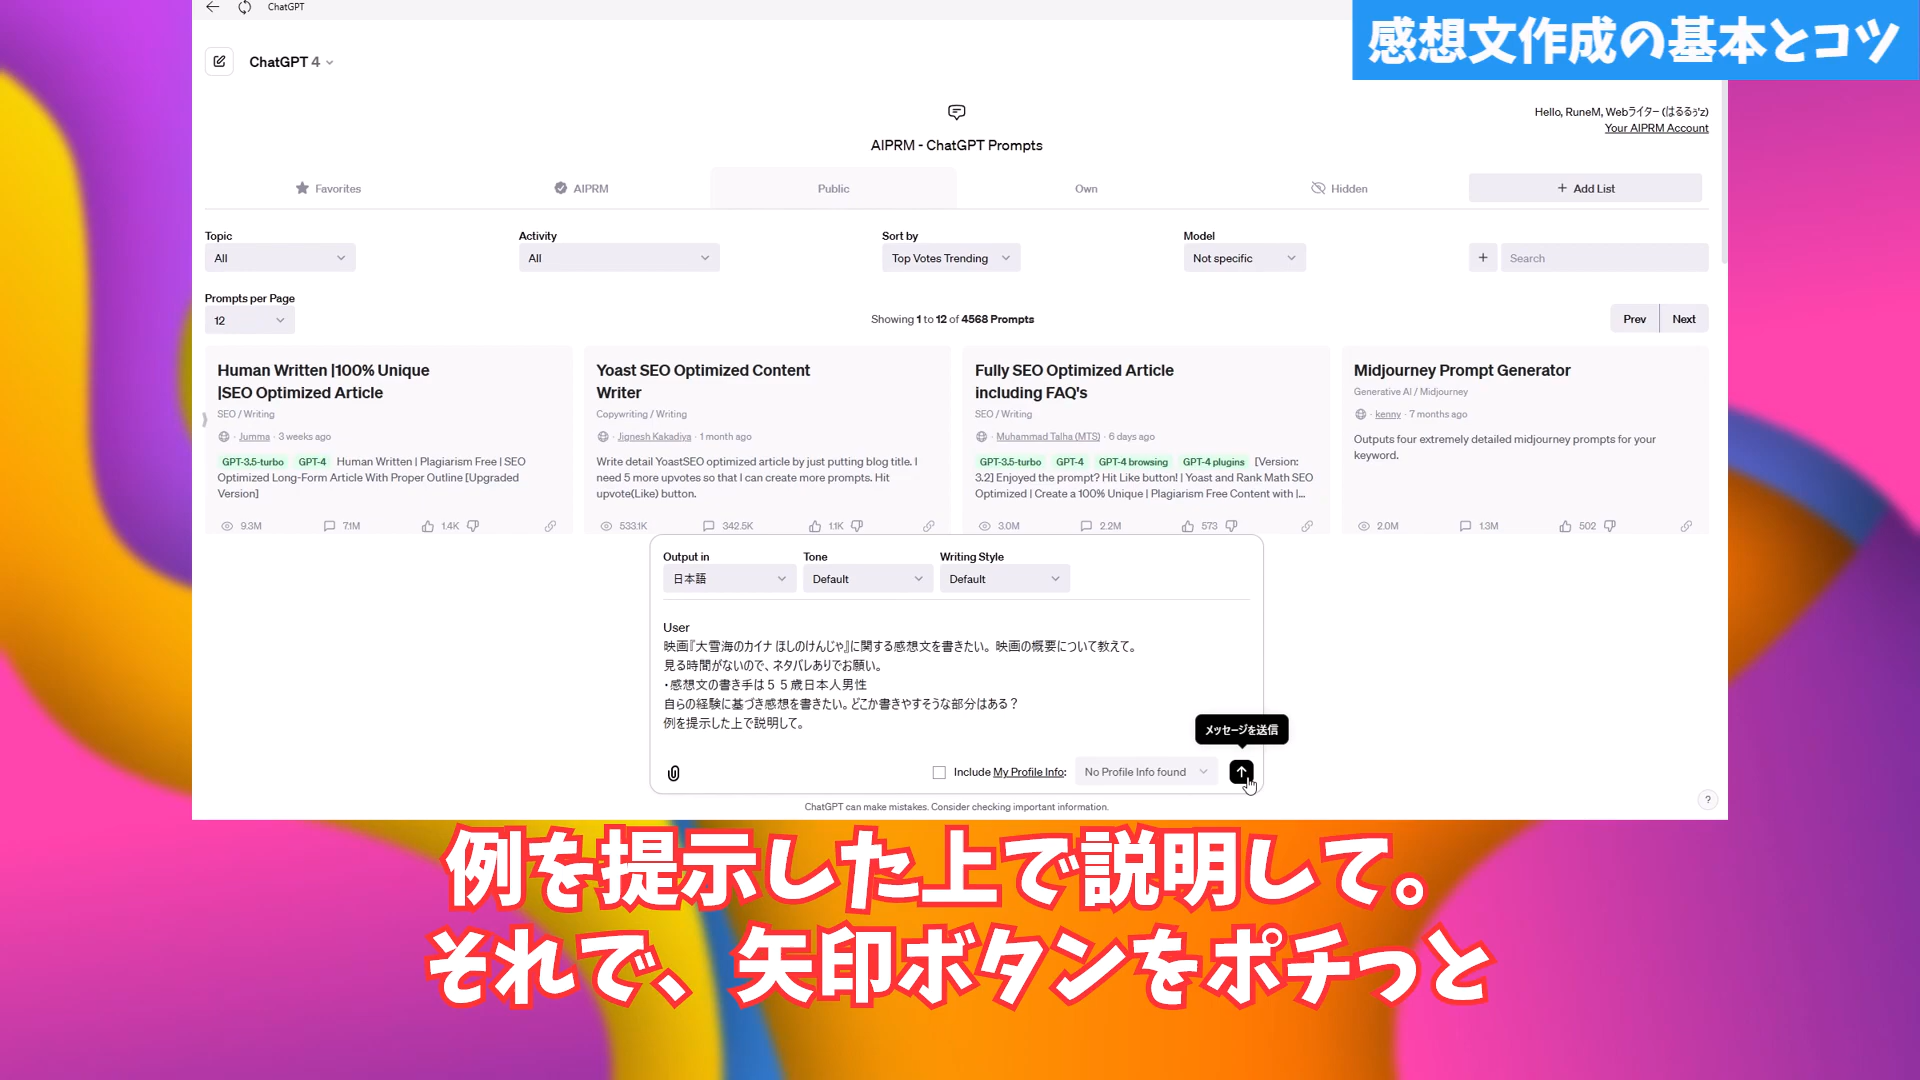 ChatGPT
感想文作成の基本とコツ
ChatGPT 4
Hello, RuneM, Webライター (はるるぅ'z)
Your AIPRM Account
AIPRM - ChatGPT Prompts
Favorites
AIPRM
Public
Own
Hidden
+ Add List
Topic
Activity
Sort by
Model
All
All
Top Votes Trending
Not specific
+
Search
Prompts per Page
12
Showing 1 to 12 of 4568 Prompts
Prev
Next
Human Written |100% Unique
|SEO Optimized Article
SEO / Writing
· Jumma · 3 weeks ago
GPT-3.5-turbo GPT-4 Human Written | Plagiarism Free | SEO
Optimized Long-Form Article With Proper Outline [Upgraded
Version]
9.3M
7.1M
1.4K
Yoast SEO Optimized Content
Writer
Copywriting / Writing
· Jignesh Kakadiya · 1 month ago
Write detail YoastSEO optimized article by just putting blog title. I
need 5 more upvotes so that I can create more prompts. Hit
upvote(Like) button.
533.1K
342.5K
1.1K
Fully SEO Optimized Article
including FAQ's
SEO / Writing
· Muhammad Talha (MTS) · 6 days ago
GPT-3.5-turbo GPT-4 GPT-4 browsing GPT-4 plugins [Version:
3.2] Enjoyed the prompt? Hit Like button! | Yoast and Rank Math SEO
Optimized | Create a 100% Unique | Plagiarism Free Content with |...
3.0M
2.2M
573
Midjourney Prompt Generator
Generative AI / Midjourney
· kenny · 7 months ago
Outputs four extremely detailed midjourney prompts for your
keyword.
2.0M
1.3M
502
Output in
Tone
Writing Style
日本語
Default
Default
User
映画『大雪海のカイナ ほしのけんじゃ』に関する感想文を書きたい。映画の概要について教えて。
見る時間がないので、ネタバレありでお願い。
・感想文の書き手は５５歳日本人男性
自らの経験に基づき感想を書きたい。どこか書きやすそうな部分はある？
例を提示した上で説明して。
メッセージを送信
Include My Profile Info:
No Profile Info found
ChatGPT can make mistakes. Consider checking important information.
?
例を提示した上で説明して。
それで、矢印ボタンをポチっと